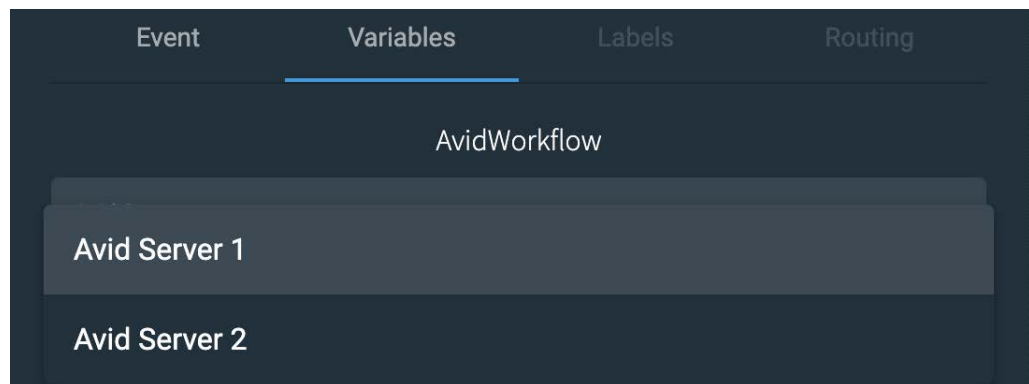 Event Variables Labels Routing
AvidWorkflow
Avid Server 1
Avid Server 2